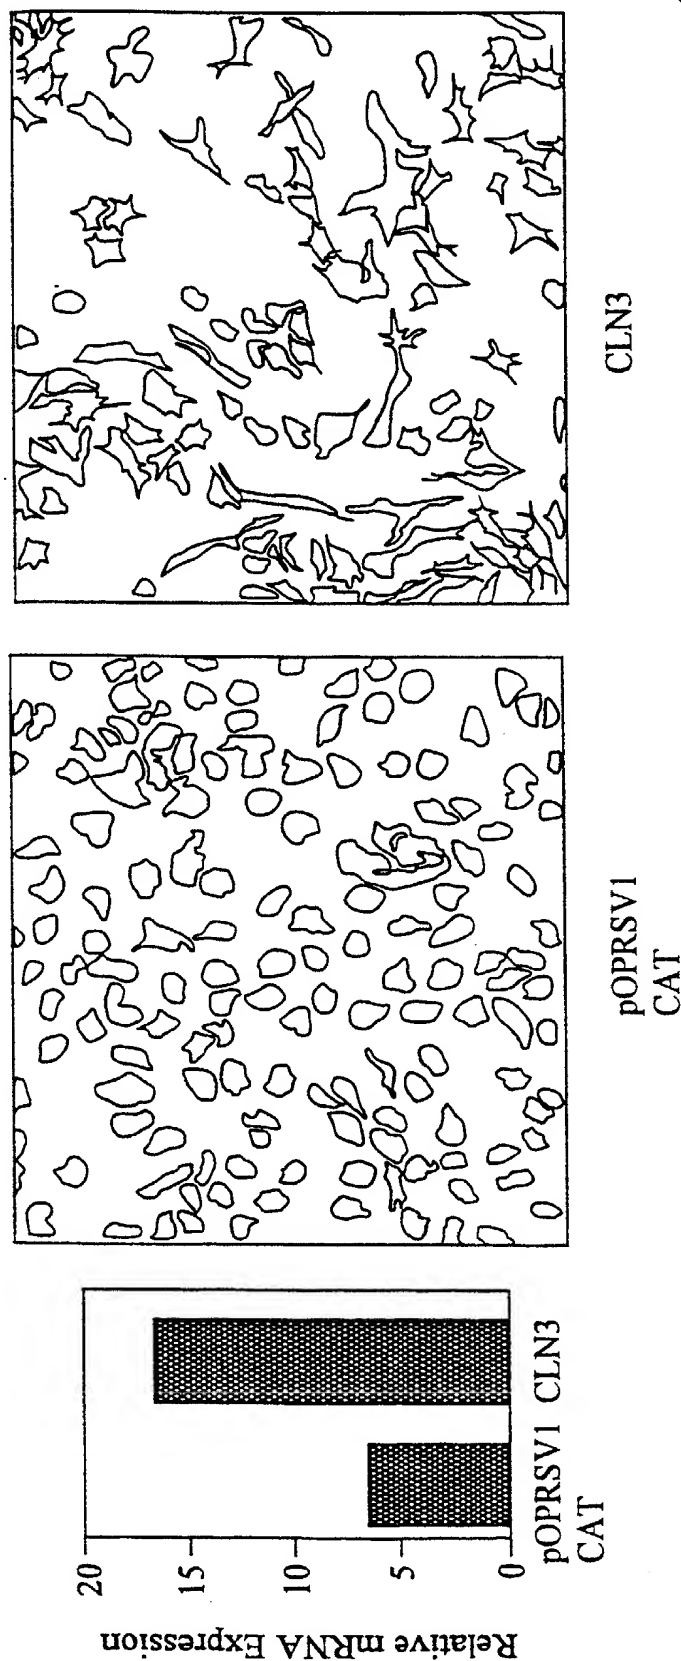 Relative mRNA Expression
20
15
10
5
0
pOPRSV1
CAT
CLN3
pOPRSV1
CAT
CLN3